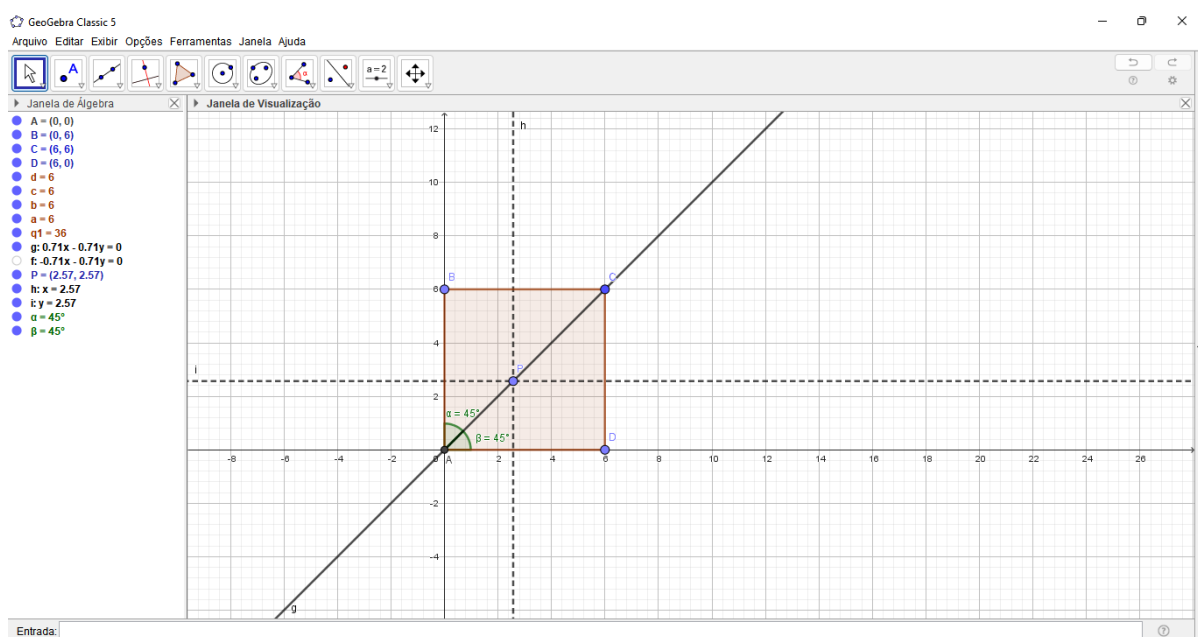 GeoGebra Classic 5
Arquivo Editar Exibir Opções Ferramentas Janela Ajuda
A
a=2
Janela de Álgebra
Janela de Visualização
A = (0, 0)
B = (0, 6)
C = (6, 6)
D = (6, 0)
d = 6
c = 6
b = 6
a = 6
q1 = 36
g: 0.71x - 0.71y = 0
f: -0.71x - 0.71y = 0
P = (2.57, 2.57)
h: x = 2.57
i: y = 2.57
α = 45°
β = 45°
12
h
10
8
B
C
6
4
i
P
2
α = 45°
β = 45°
D
-8 -6 -4 -2 0 A 2 4 6 8 10 12 14 16 18 20 22 24 26
-2
-4
g
Entrada: